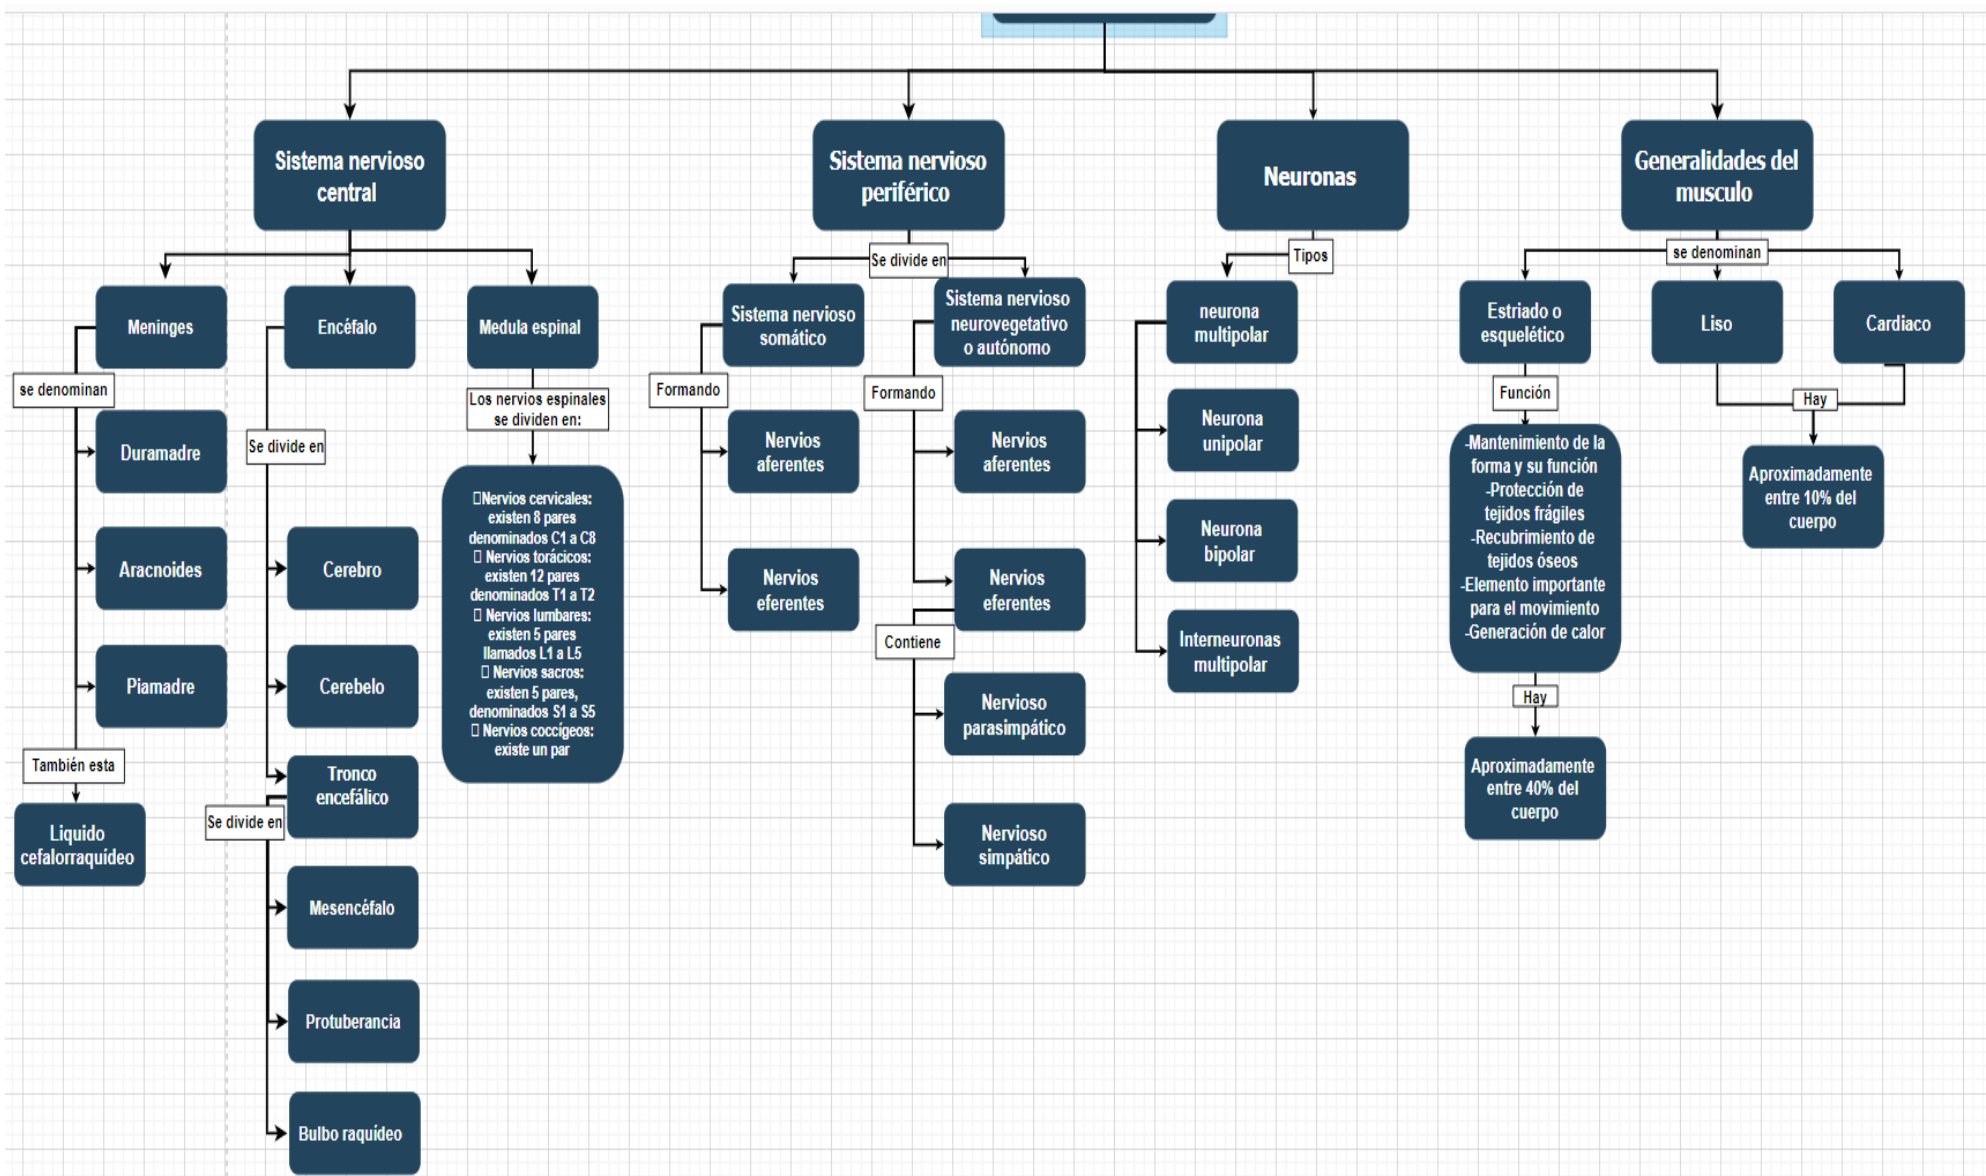 Sistema nervioso
central
Meninges
se denominan
Duramadre
Aracnoides
Piamadre
También esta
Liquido
cefalorraquídeo
Encéfalo
Se divide en
Cerebro
Cerebelo
Tronco
encefálico
Se divide en
Mesencéfalo
Protuberancia
Bulbo raquídeo
Medula espinal
Los nervios espinales
se dividen en:
Nervios cervicales:
existen 8 pares
denominados C1 a C8
Nervios torácicos:
existen 12 pares
denominados T1 a T2
Nervios lumbares:
existen 5 pares
llamados L1 a L5
Nervios sacros:
existen 5 pares,
denominados S1 a S5
Nervios coccígeos:
existe un par
Sistema nervioso
periférico
Se divide en
Sistema nervioso
somático
Formando
Nervios
aferentes
Nervios
eferentes
Sistema nervioso
neurovegetativo
o autónomo
Formando
Nervios
aferentes
Nervios
eferentes
Contiene
Nervioso
parasimpático
Nervioso
simpático
Neuronas
Tipos
neurona
multipolar
Neurona
unipolar
Neurona
bipolar
Interneuronas
multipolar
Generalidades del
musculo
se denominan
Estriado o
esquelético
Función
-Mantenimiento de la
forma y su función
-Protección de
tejidos frágiles
-Recubrimiento de
tejidos óseos
-Elemento importante
para el movimiento
-Generación de calor
Hay
Aproximadamente
entre 40% del
cuerpo
Liso
Cardiaco
Hay
Aproximadamente
entre 10% del
cuerpo